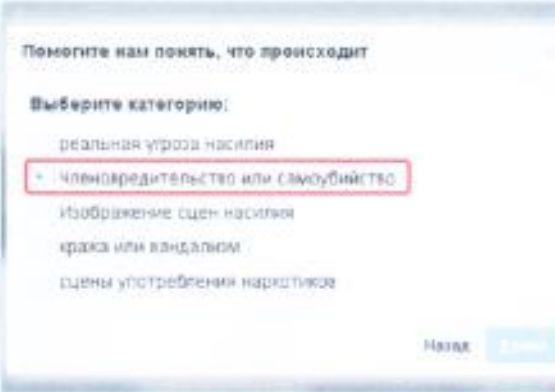 Помогите нам понять, что происходит
Выберите категорию:
реальная угроза насилия
членовредительство или самоубийство
Изображение сцен насилия
кража или вандализм
сцены употребления наркотиков
Назад